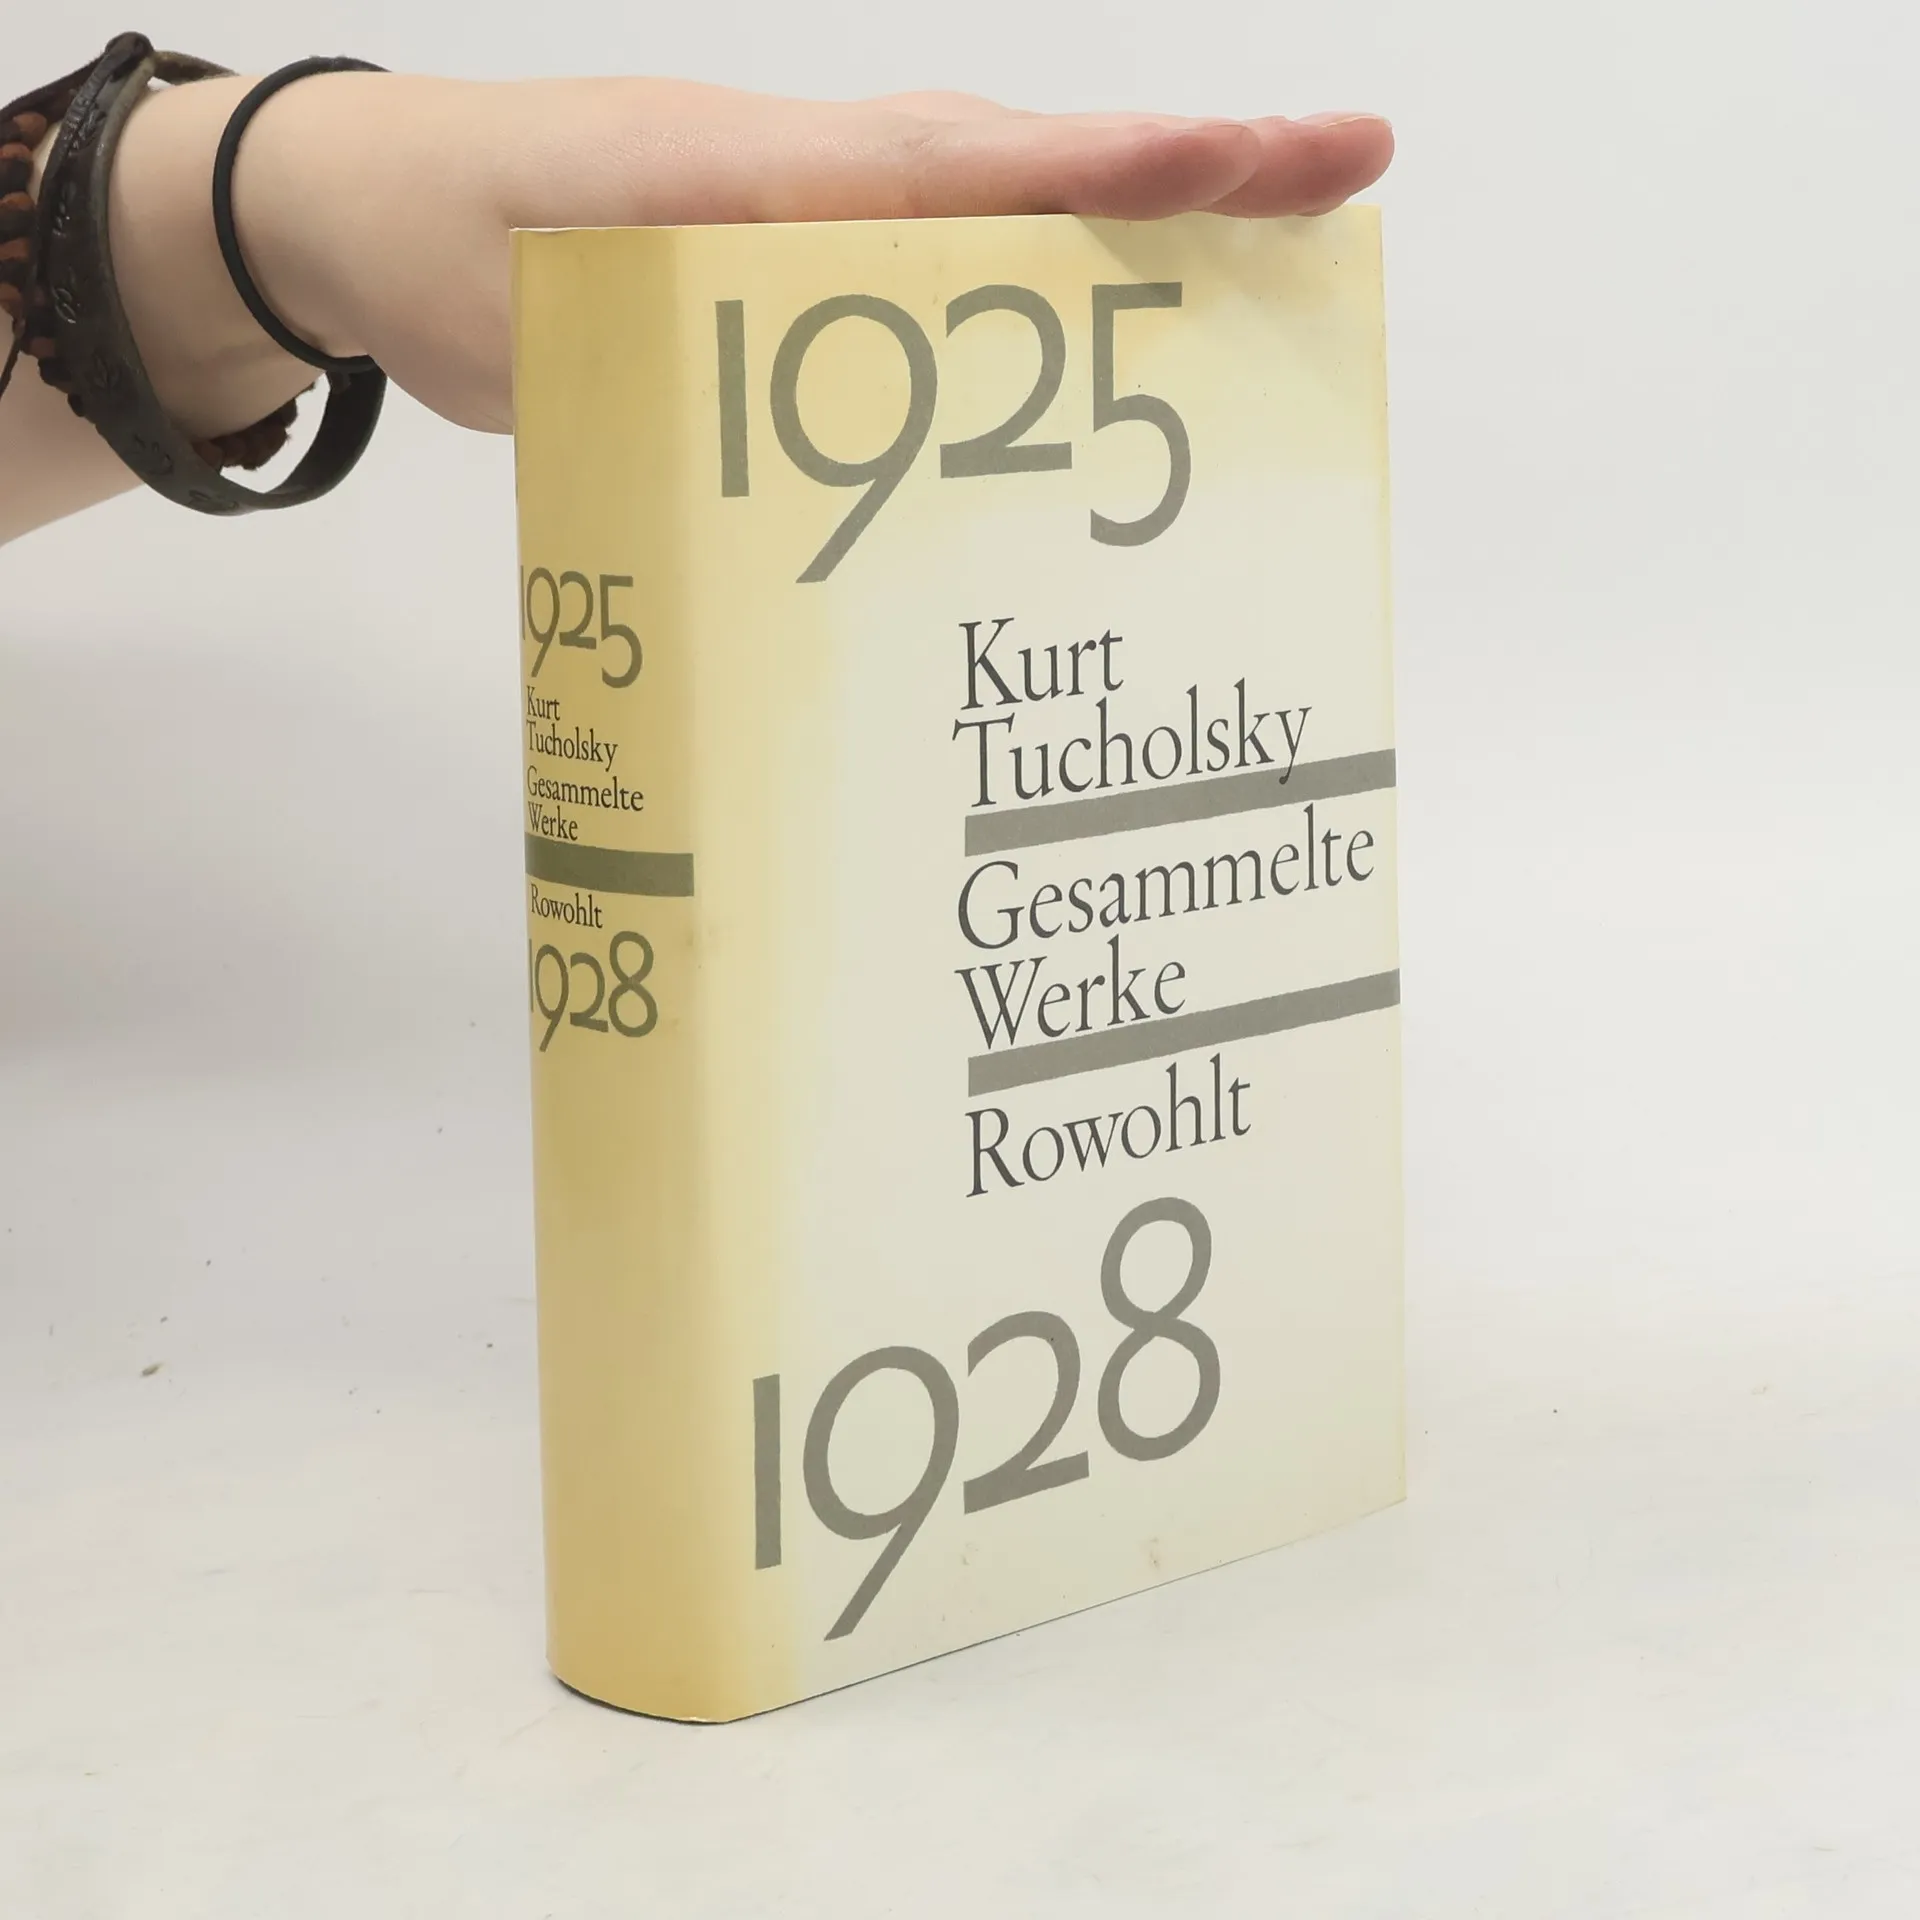 1925
Kurt
Tucholsky
Gesammelte
Werke
Rowohlt
1928
1925
Kurt
Tucholsky
Gesammelte
Werke
Rowohlt
1928